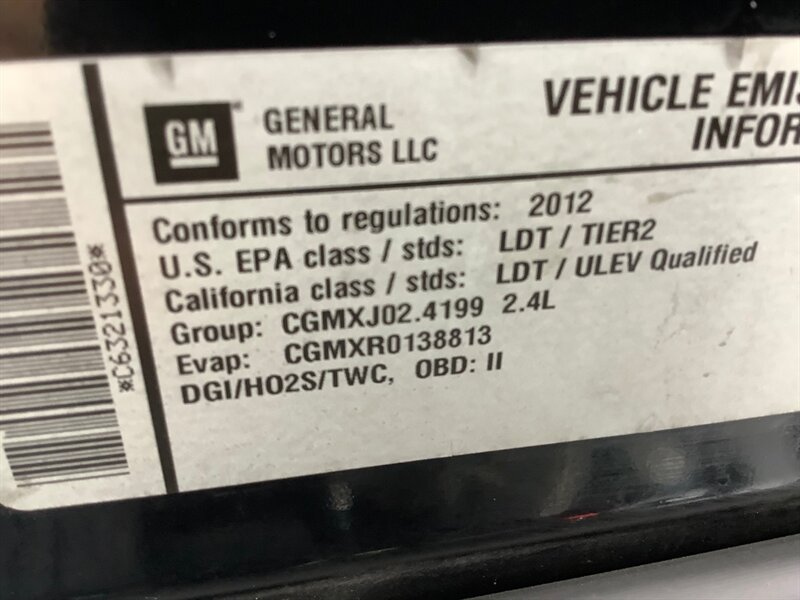 GM
GENERAL
MOTORS LLC
VEHICLE EMIS
INFOR
Conforms to regulations: 2012
U.S. EPA class / stds: LDT / TIER2
California class / stds: LDT / ULEV Qualified
Group: CGMXJ02.4199 2.4L
Evap: CGMXR0138813
DGI/HO2S/TWC, OBD: II
*C6321330*